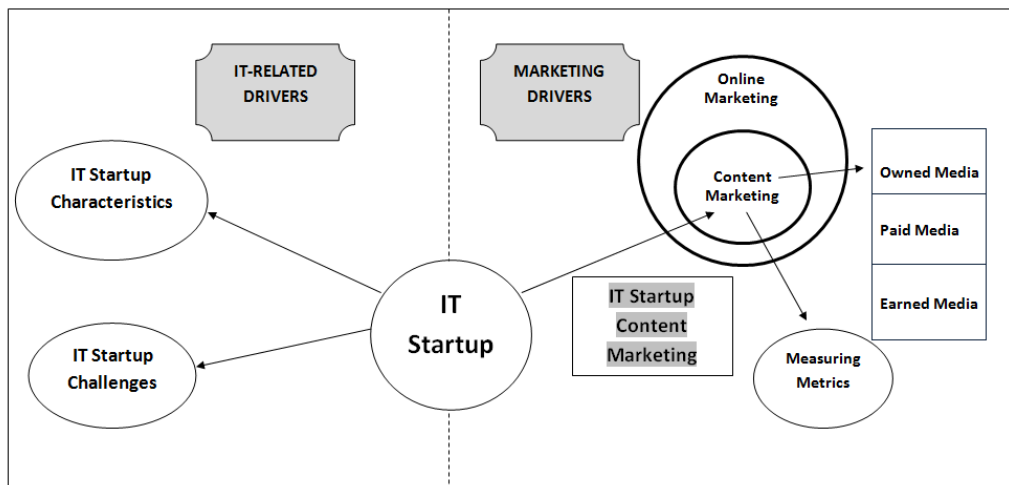 IT-RELATED
DRIVERS
MARKETING
DRIVERS
Online
Marketing
IT Startup
Characteristics
Content
Marketing
Owned Media
Paid Media
Earned Media
IT
Startup
IT Startup
Content
Marketing
IT Startup
Challenges
Measuring
Metrics